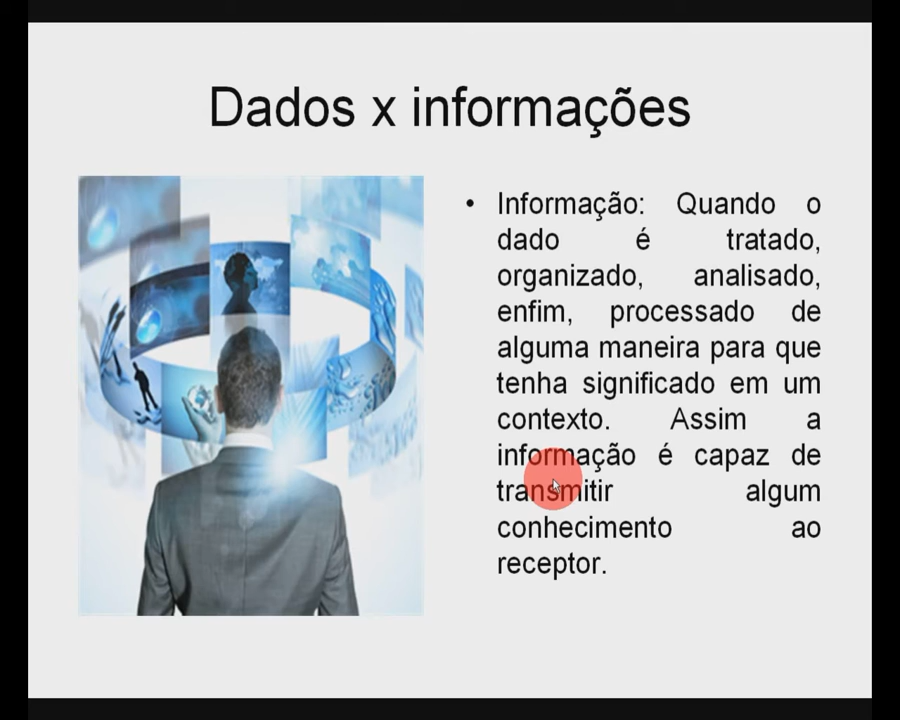 Dados x informações
• Informação: Quando o
dado é tratado,
organizado, analisado,
enfim, processado de
alguma maneira para que
tenha significado em um
contexto. Assim a
informação é capaz de
transmitir algum
conhecimento ao
receptor.